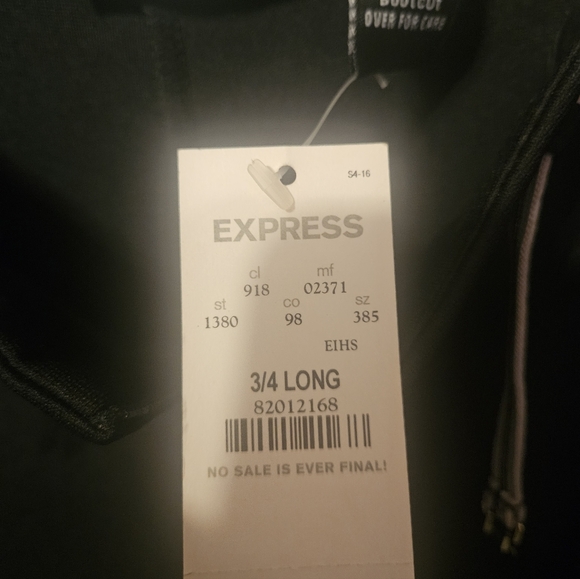 BOOTCUT
OVER FOR CARE
S4-16
EXPRESS
cl mf
918 02371
st co sz
1380 98 385
EIHS
3/4 LONG
82012168
NO SALE IS EVER FINAL!